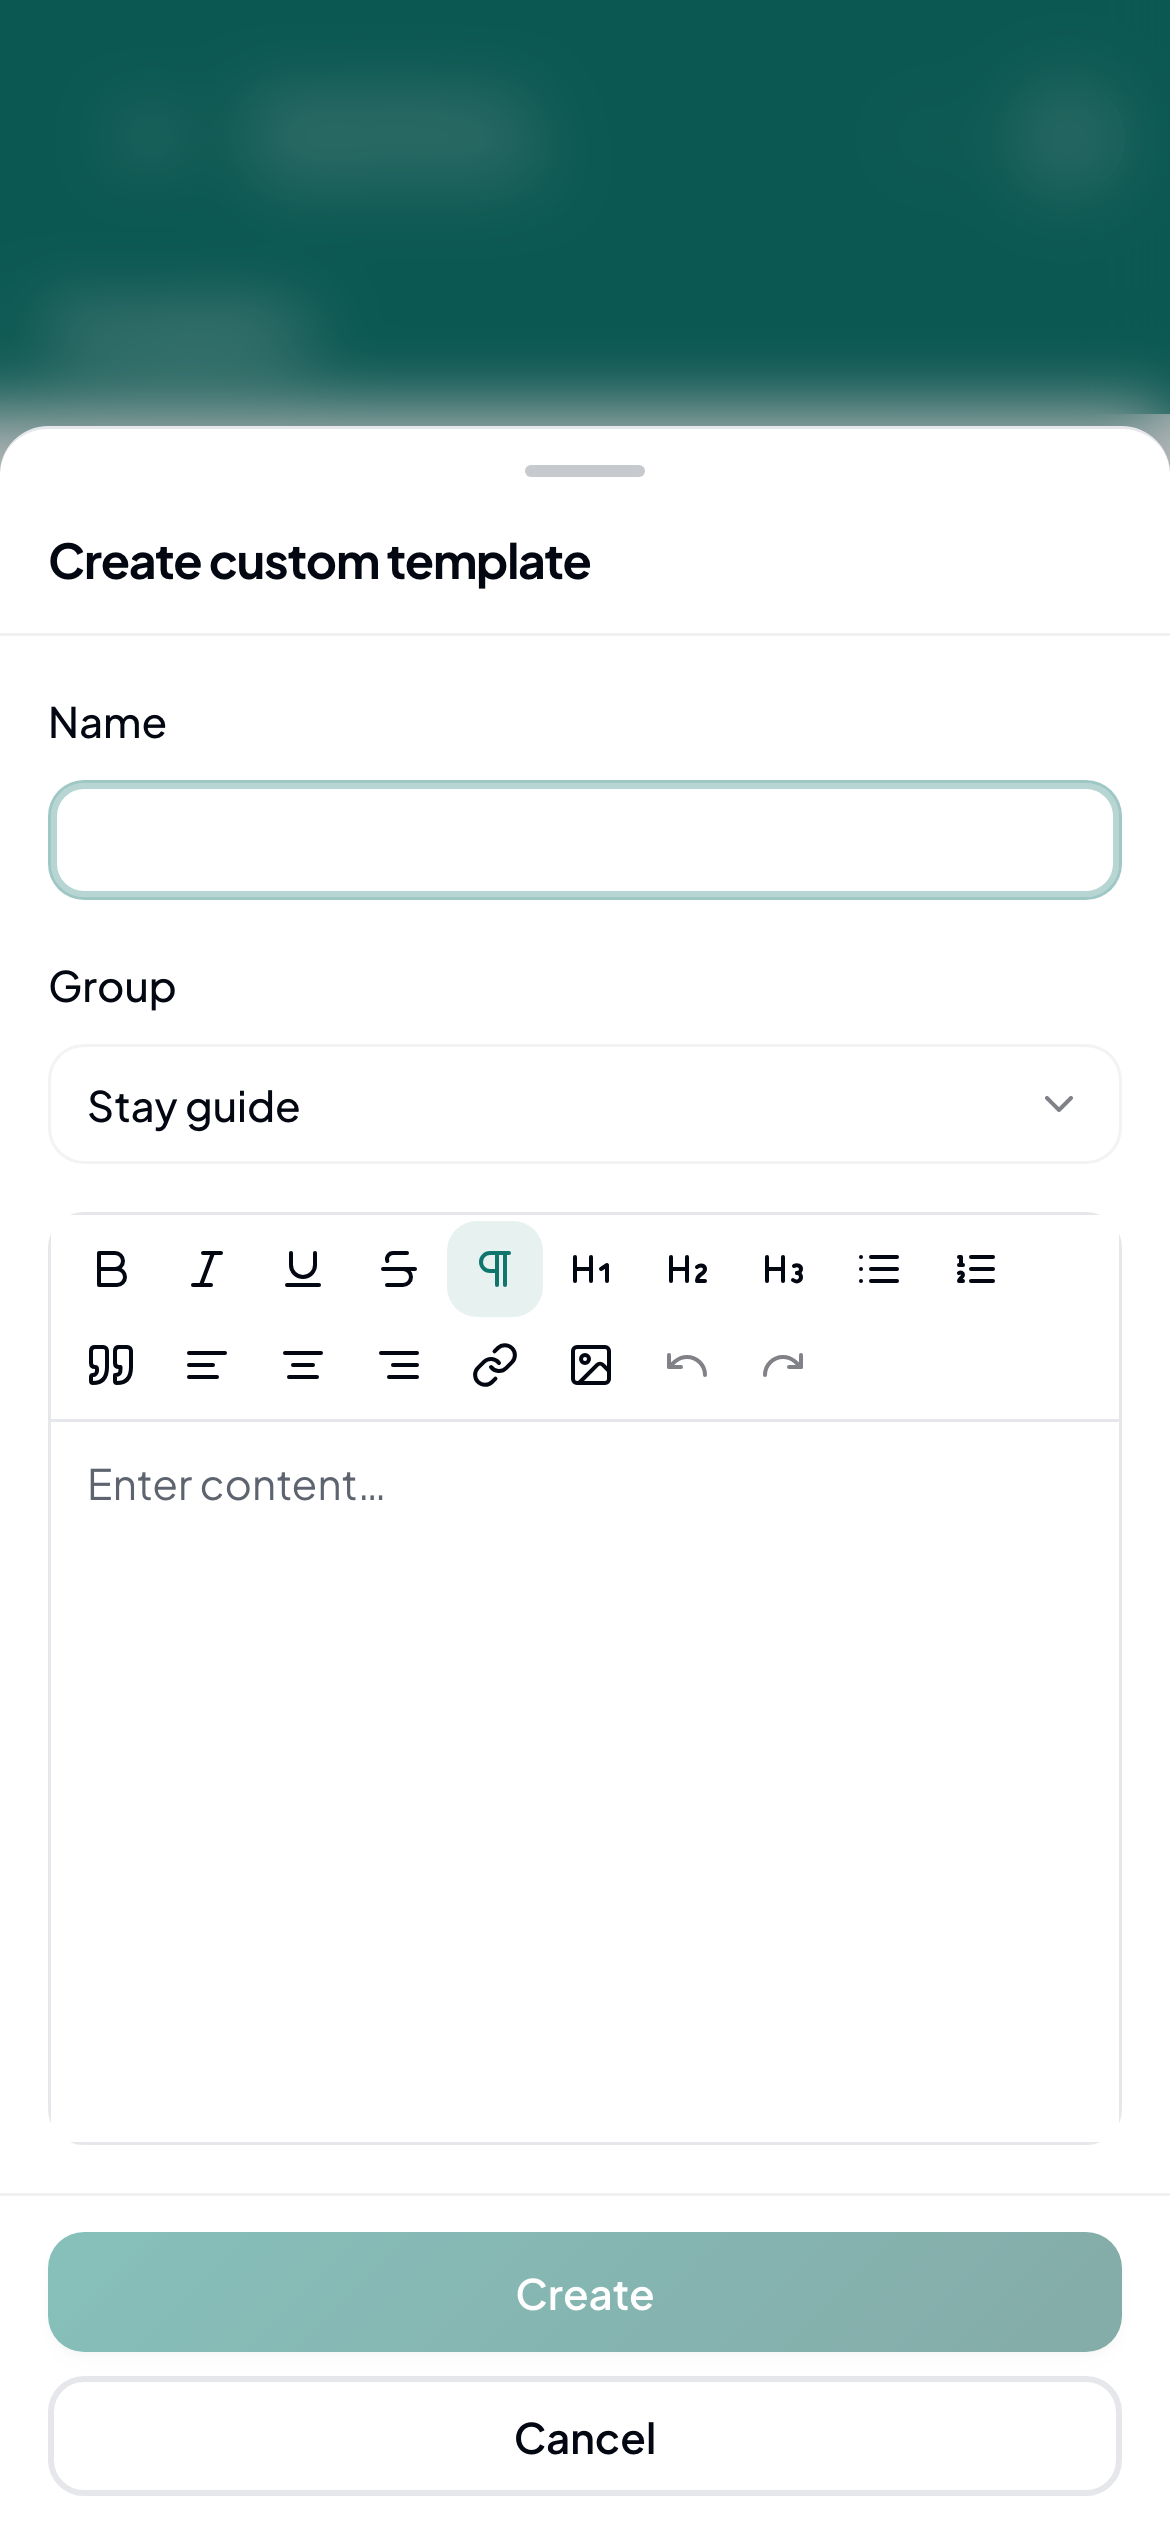 Create custom template
Name
Group
Stay guide
H1 H2 H3
Enter content...
Create
Cancel